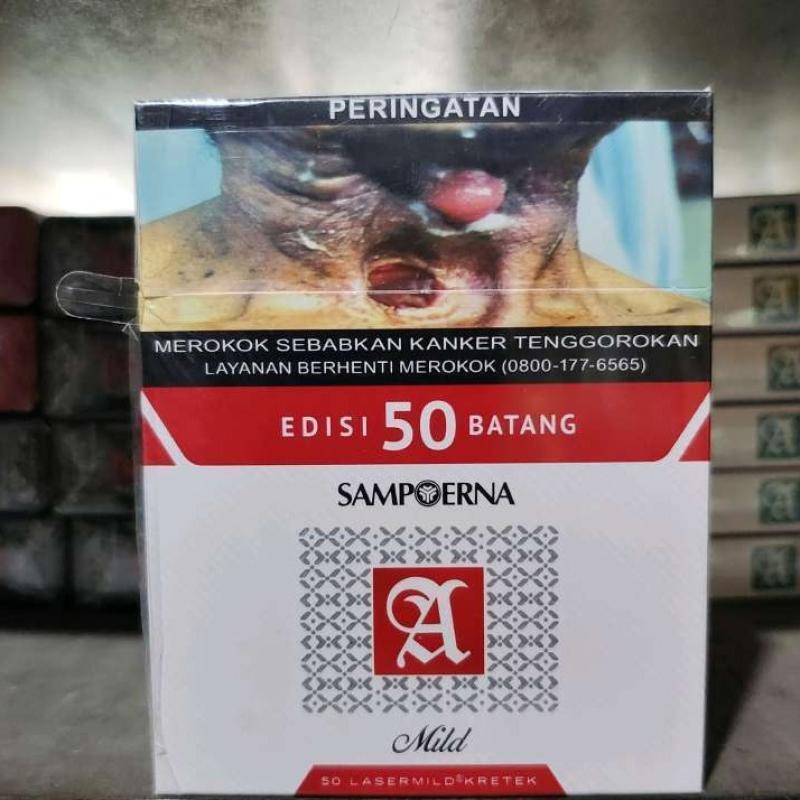 PERINGATAN
MEROKOK SEBABKAN KANKER TENGGOROKAN
LAYANAN BERHENTI MEROKOK (0800-177-6565)
EDISI 50 BATANG
SAMPOERNA
A
Mild
50 LASERMILD® KRETEK